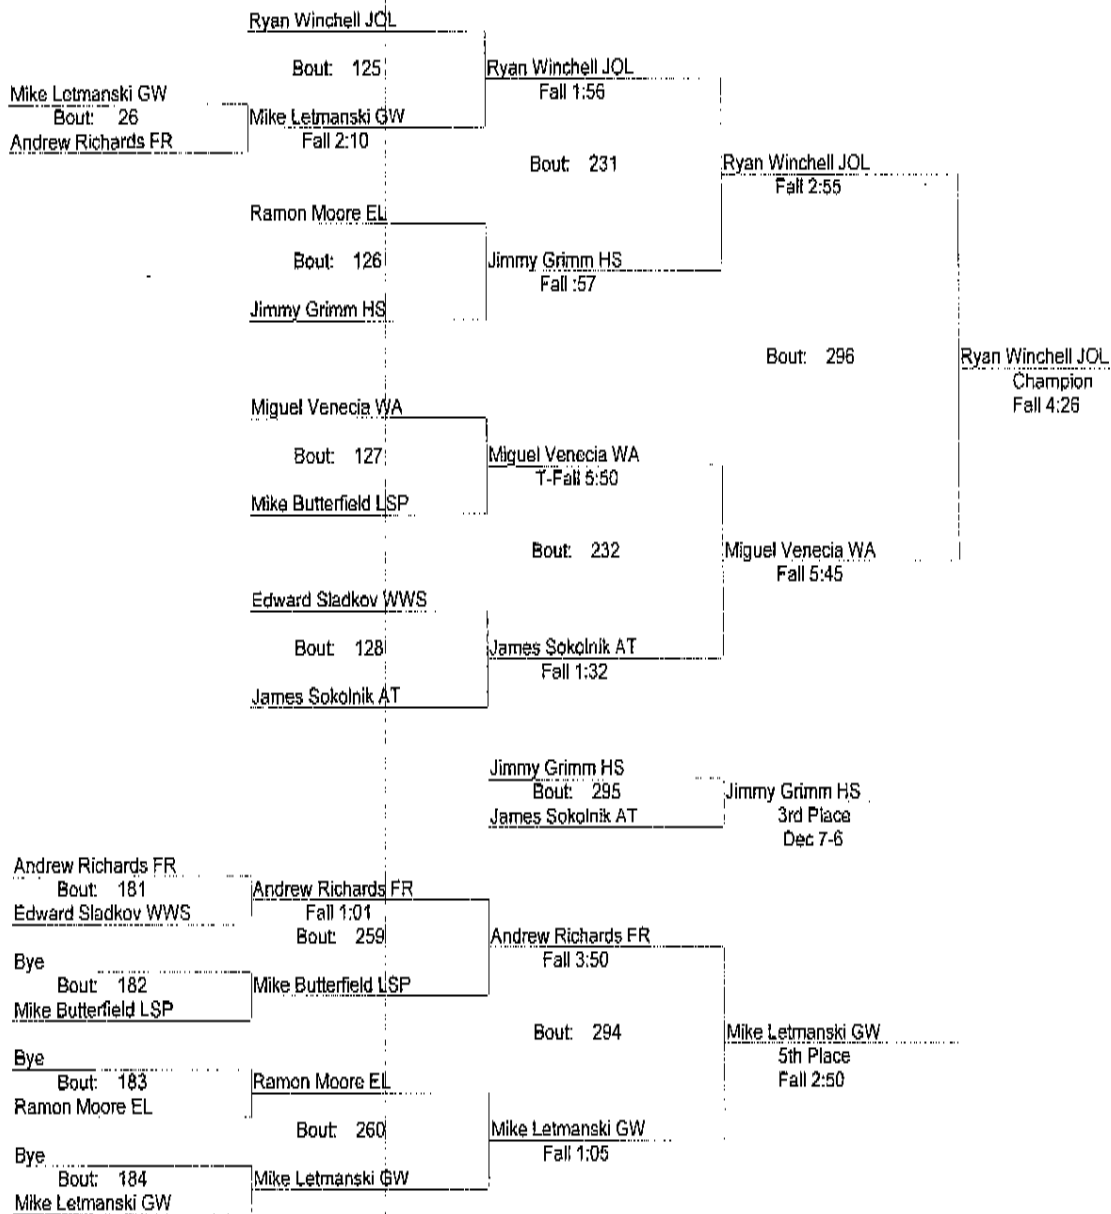 Ryan Winchell JOL
Bout: 125
Ryan Winchell JOL
Fall 1:56
Mike Letmanski GW
Bout: 26
Andrew Richards FR
Mike Letmanski GW
Fall 2:10
Bout: 231
Ryan Winchell JOL
Fall 2:55
Ramon Moore EL
Bout: 126
Jimmy Grimm HS
Fall :57
Jimmy Grimm HS
Bout: 296
Ryan Winchell JOL
Champion
Fall 4:26
Miguel Venecia WA
Bout: 127
Miguel Venecia WA
T-Fall 5:50
Mike Butterfield LSP
Bout: 232
Miguel Venecia WA
Fall 5:45
Edward Sladkov WWS
Bout: 128
James Sokolnik AT
Fall 1:32
James Sokolnik AT
Jimmy Grimm HS
Bout: 295
James Sokolnik AT
Jimmy Grimm HS
3rd Place
Dec 7-6
Andrew Richards FR
Bout: 181
Edward Sladkov WWS
Andrew Richards FR
Fall 1:01
Bout: 259
Andrew Richards FR
Fall 3:50
Bye
Bout: 182
Mike Butterfield LSP
Mike Butterfield LSP
Bout: 294
Mike Letmanski GW
5th Place
Fall 2:50
Bye
Bout: 183
Ramon Moore EL
Ramon Moore EL
Bout: 260
Mike Letmanski GW
Fall 1:05
Bye
Bout: 184
Mike Letmanski GW
Mike Letmanski GW